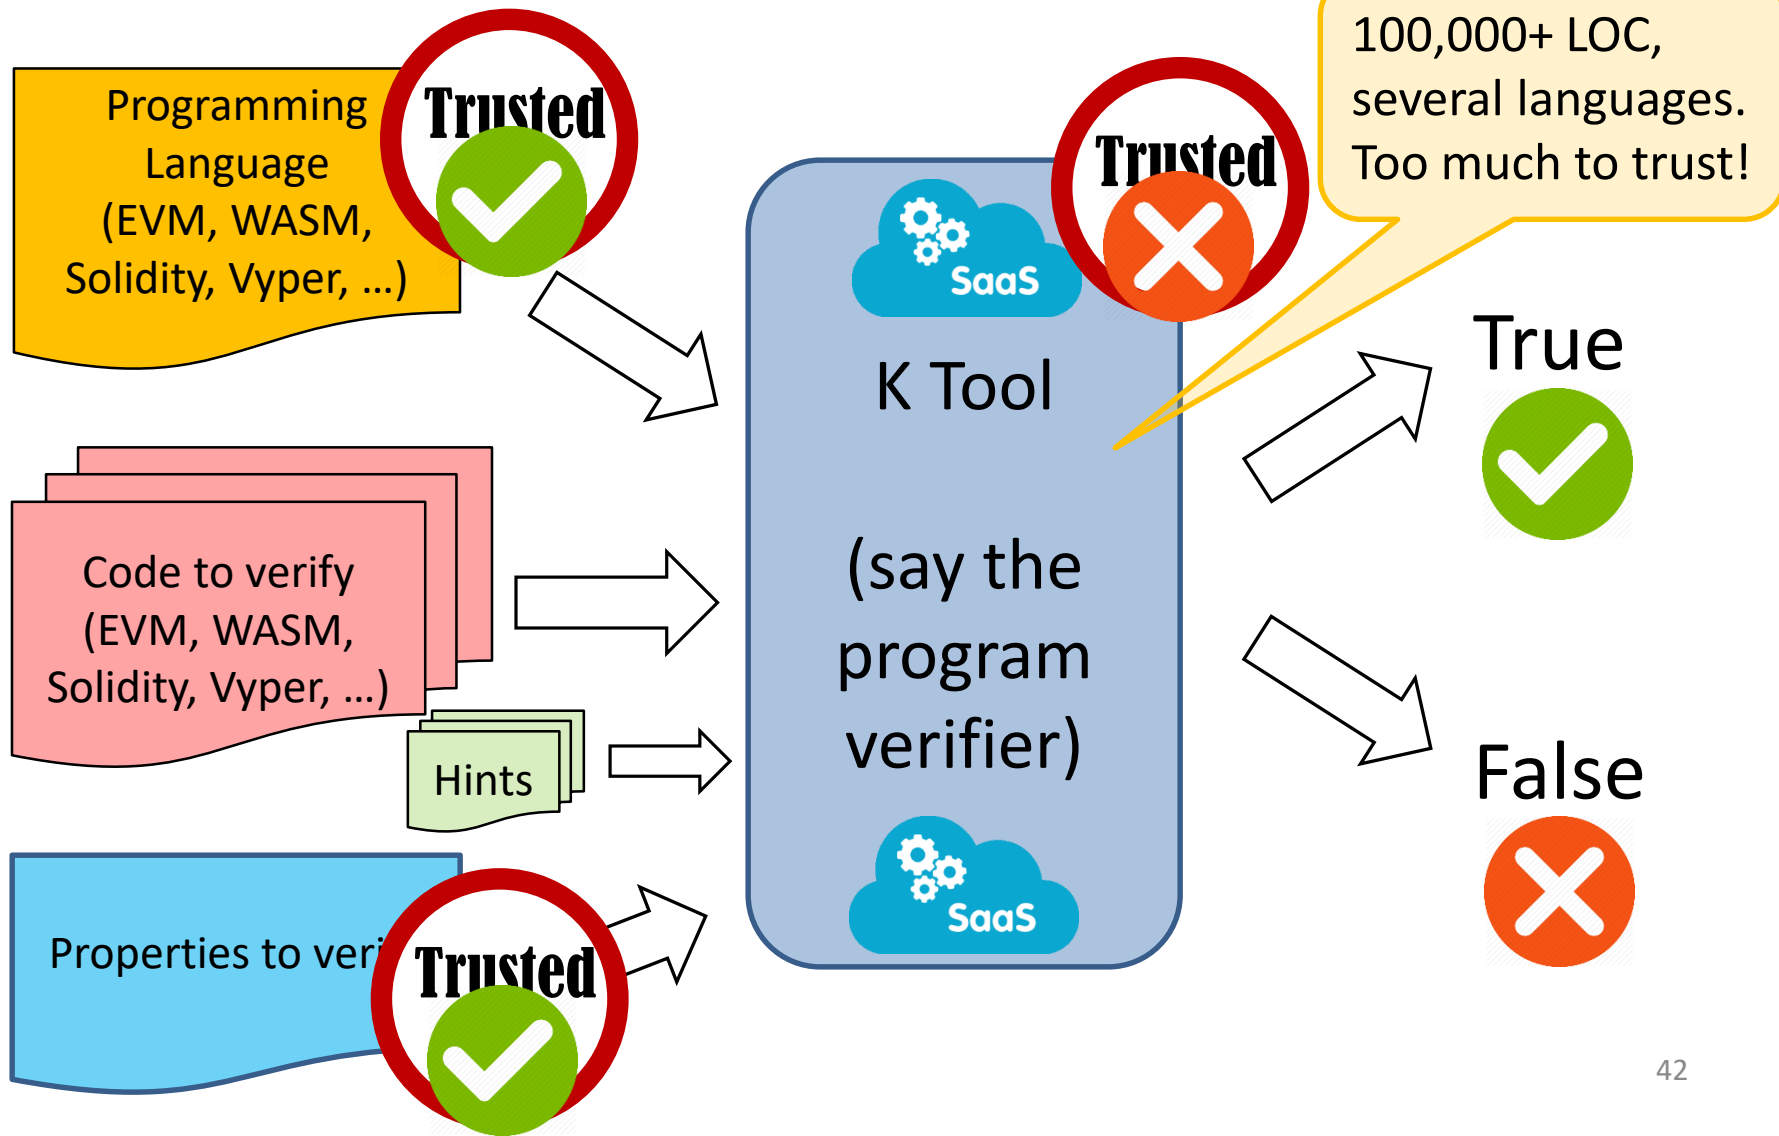 Programming
Language
(EVM, WASM,
Solidity, Vyper, ...)
Trusted
Code to verify
(EVM, WASM,
Solidity, Vyper, …)
Hints
Properties to veri
Trusted
SaaS
K Tool
(say the
program
verifier)
SaaS
Trusted
100,000+ LOC,
several languages.
Too much to trust!
True
False
42